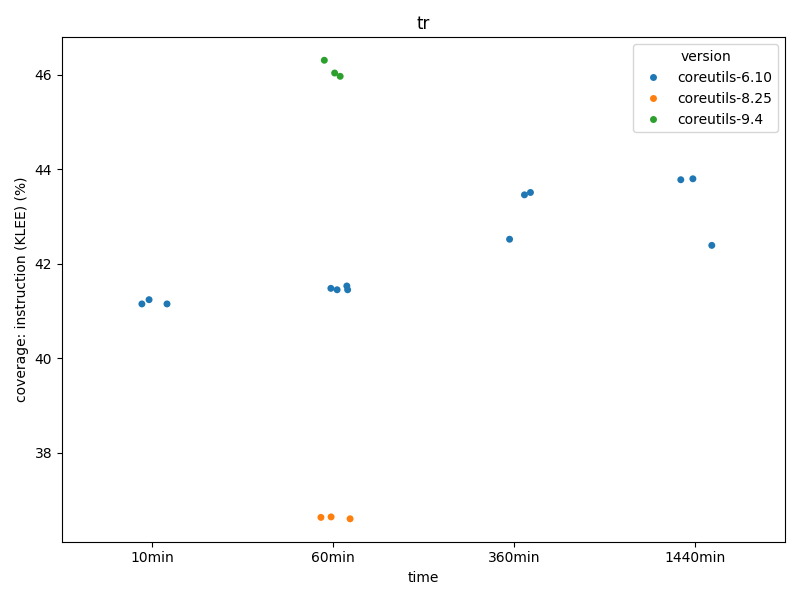 tr
version
coreutils-6.10
coreutils-8.25
coreutils-9.4
coverage: instruction (KLEE) (%)
46
44
42
40
38
10min
60min
360min
1440min
time